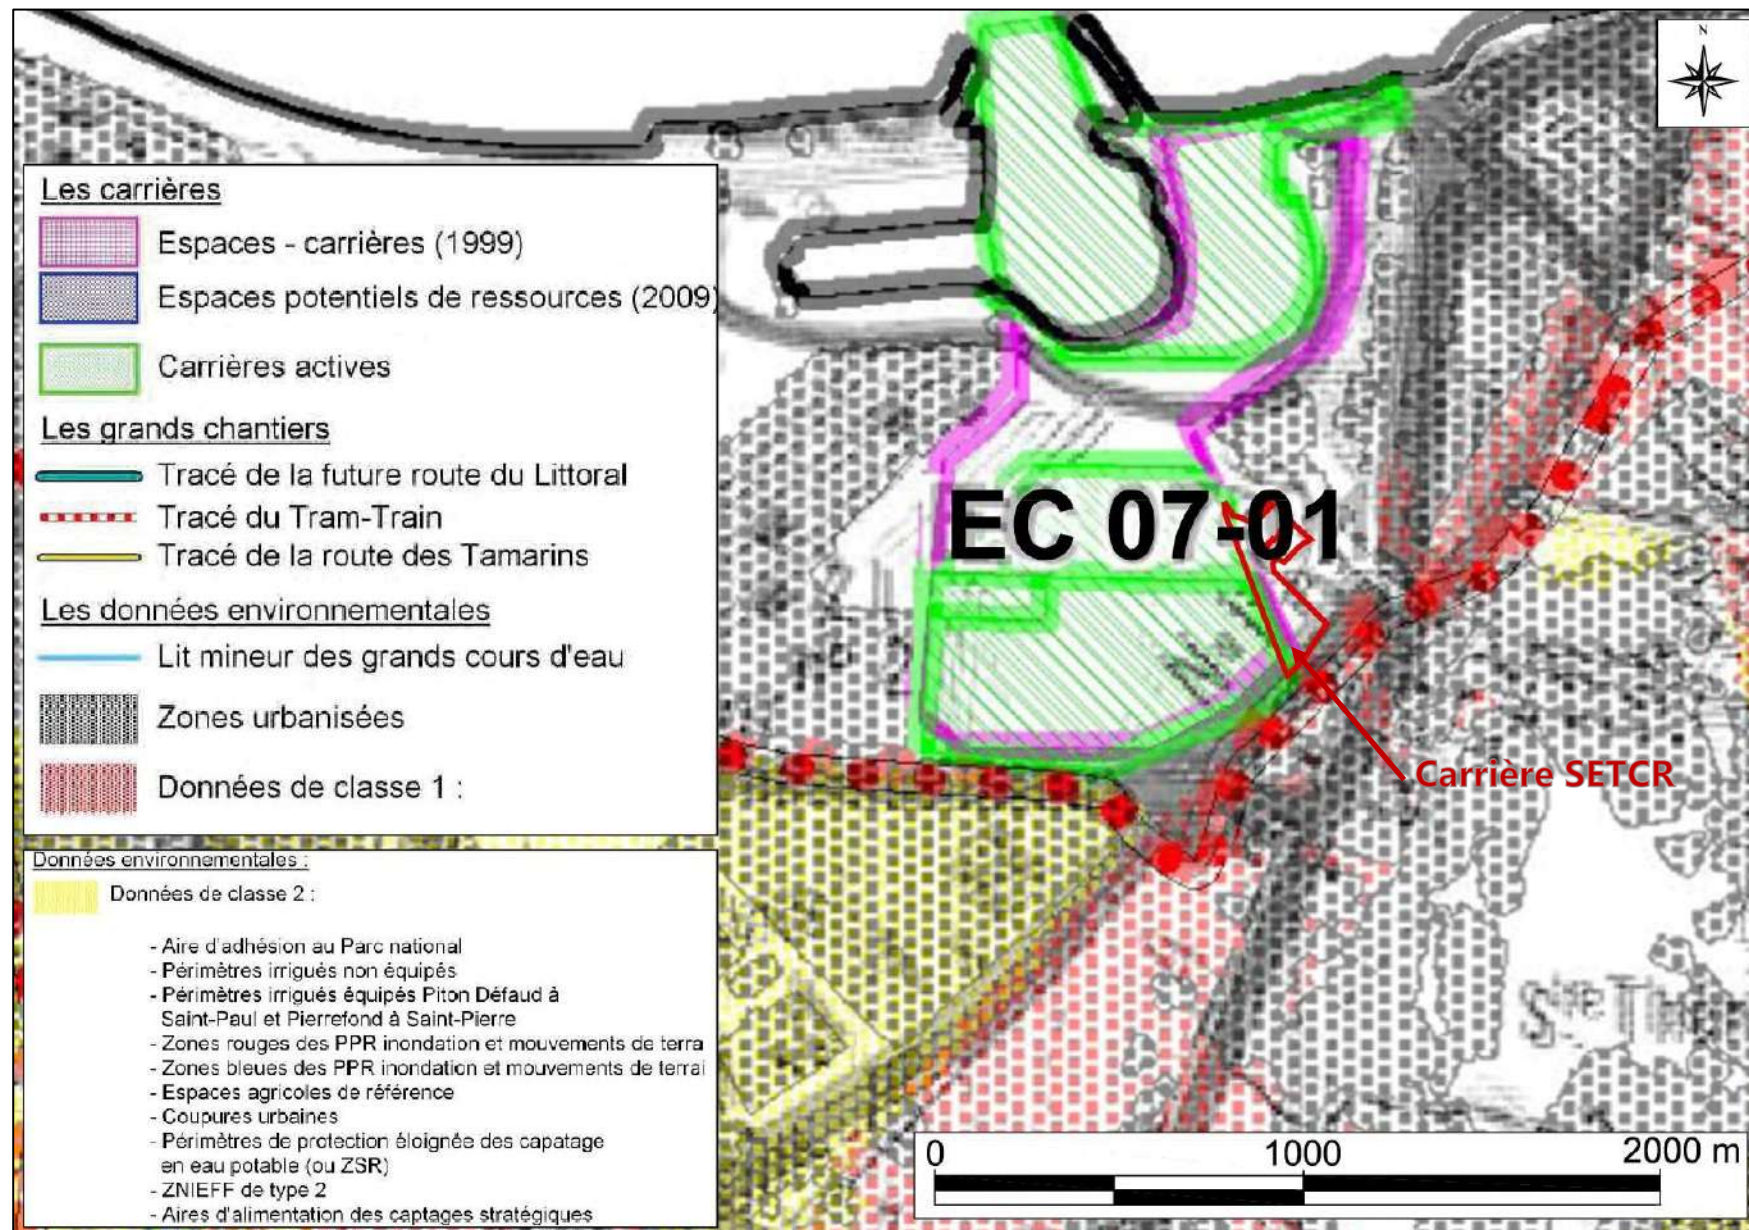 N
Les carrières
Espaces - carrières (1999)
Espaces potentiels de ressources (2009)
Carrières actives
Les grands chantiers
Tracé de la future route du Littoral
Tracé du Tram-Train
Tracé de la route des Tamarins
Les données environnementales
Lit mineur des grands cours d'eau
Zones urbanisées
Données de classe 1 :
EC 07-01
Carrière SETCR
Données environnementales :
Données de classe 2 :
- Aire d'adhésion au Parc national
- Périmètres irrigués non équipés
- Périmètres irrigués équipés Piton Défaud à
Saint-Paul et Pierrefond à Saint-Pierre
- Zones rouges des PPR inondation et mouvements de terra
- Zones bleues des PPR inondation et mouvements de terrai
- Espaces agricoles de référence
- Coupures urbaines
- Périmètres de protection éloignée des capatage
en eau potable (ou ZSR)
- ZNIEFF de type 2
- Aires d'alimentation des captages stratégiques
0 1000 2000 m